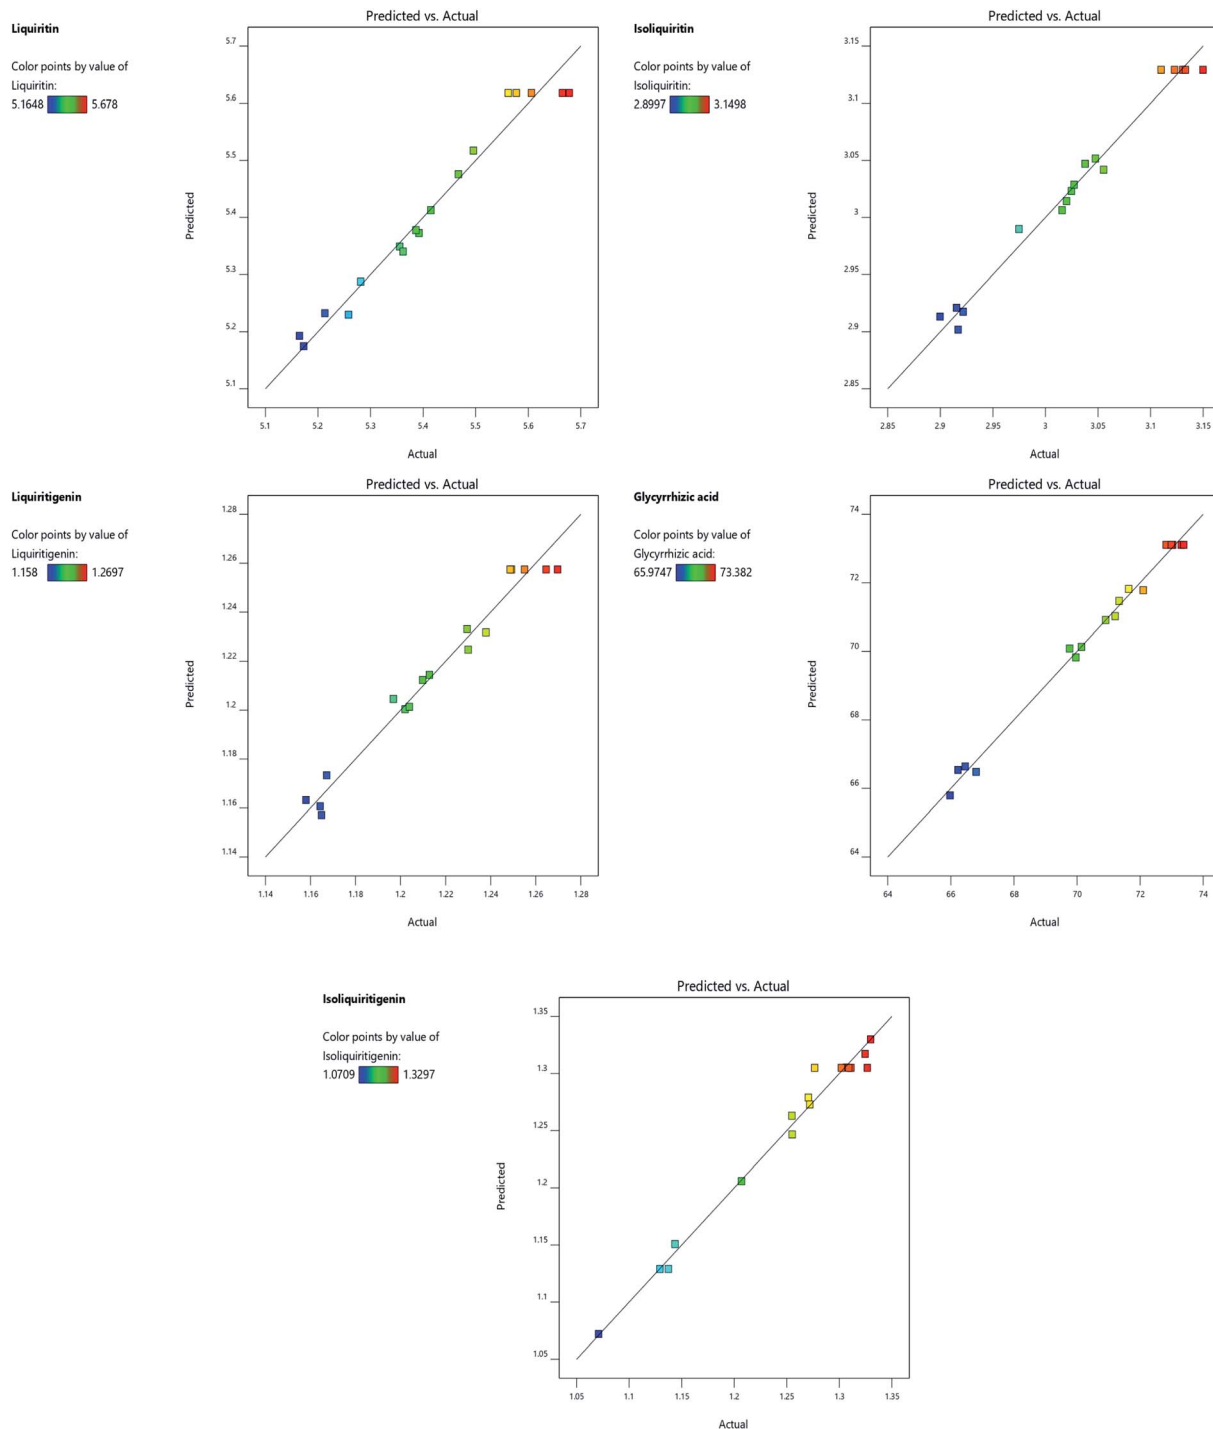 Liquiritin
Color points by value of
Liquiritin:
5.1648 5.678
Predicted vs. Actual
5.7
5.6
5.5
5.4
5.3
5.2
5.1
Predicted
5.1 5.2 5.3 5.4 5.5 5.6 5.7
Actual
Isoliquiritin
Color points by value of
Isoliquiritin:
2.8997 3.1498
Predicted vs. Actual
3.15
3.1
3.05
3
2.95
2.9
2.85
Predicted
2.85 2.9 2.95 3 3.05 3.1 3.15
Actual
Liquiritigenin
Color points by value of
Liquiritigenin:
1.158 1.2697
Predicted vs. Actual
1.28
1.26
1.24
1.22
1.2
1.18
1.16
1.14
Predicted
1.14 1.16 1.18 1.2 1.22 1.24 1.26 1.28
Actual
Glycyrrhizic acid
Color points by value of
Glycyrrhizic acid:
65.9747 73.382
Predicted vs. Actual
74
72
70
68
66
64
Predicted
64 66 68 70 72 74
Actual
Isoliquiritigenin
Color points by value of
Isoliquiritigenin:
1.0709 1.3297
Predicted vs. Actual
1.35
1.3
1.25
1.2
1.15
1.1
1.05
Predicted
1.05 1.1 1.15 1.2 1.25 1.3 1.35
Actual